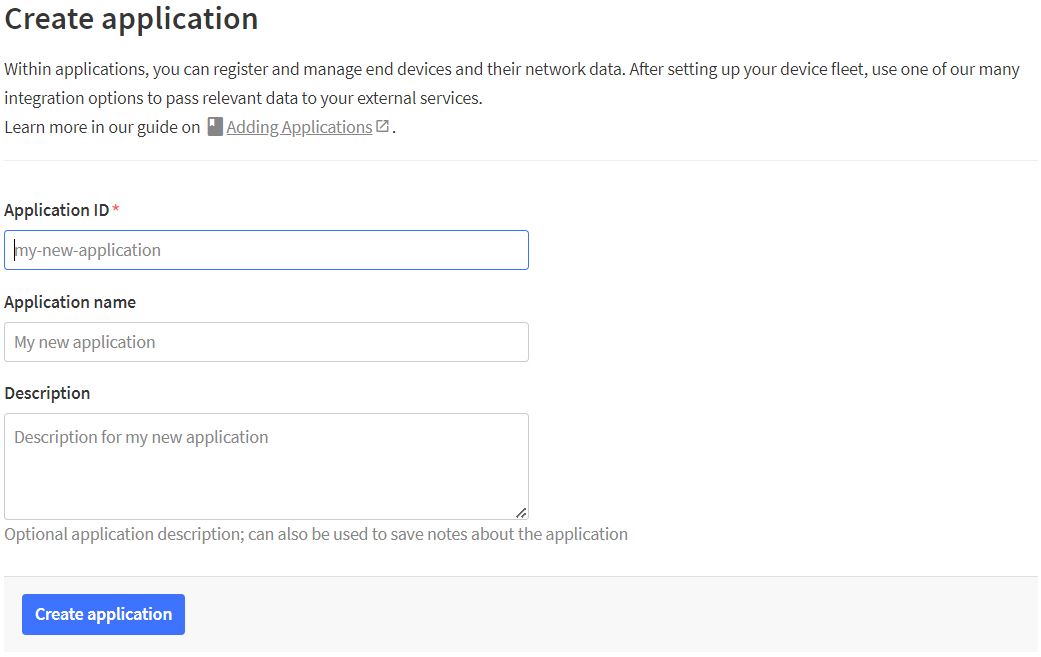 Create application
Within applications, you can register and manage end devices and their network data. After setting up your device fleet, use one of our many
integration options to pass relevant data to your external services.
Learn more in our guide on Adding Applications.
Application ID*
my-new-application
Application name
My new application
Description
Description for my new application
Optional application description; can also be used to save notes about the application
Create application